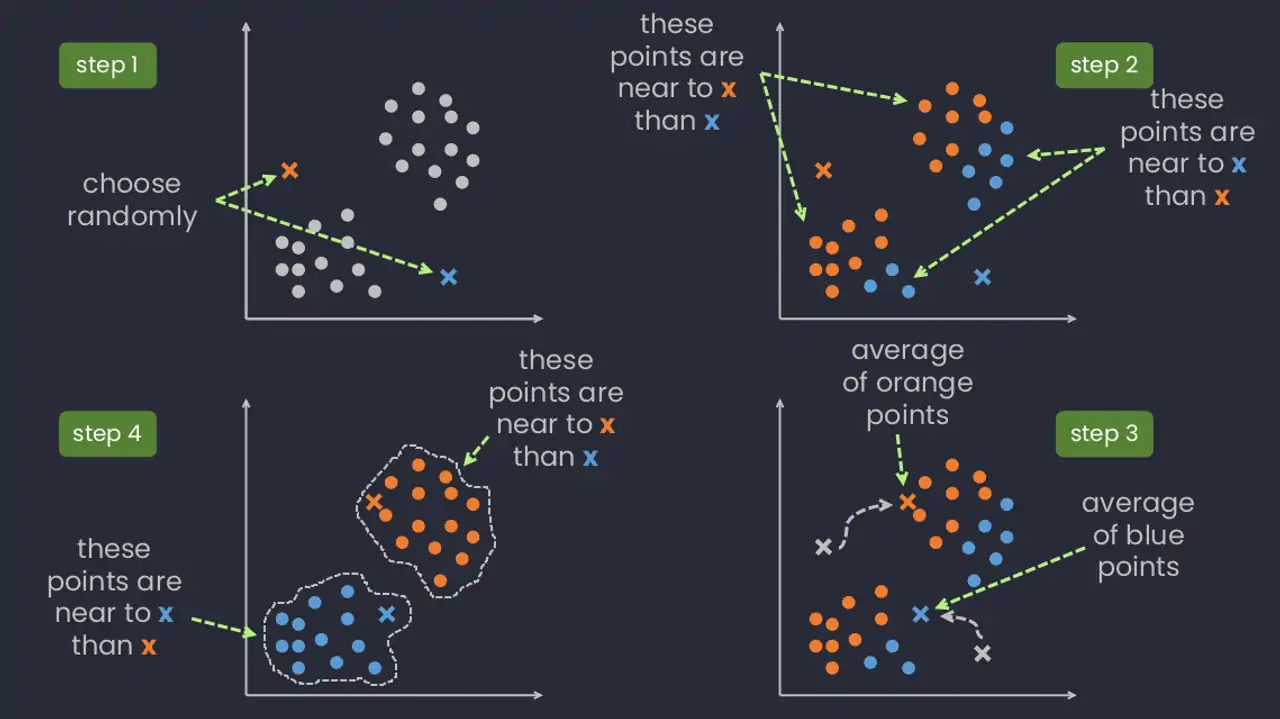 step 1
choose
randomly
these
points are
near to x
than x
step 2
these
points are
near to x
than x
step 4
these
points are
near to x
than x
these
points are
near to x
than x
average
of orange
points
step 3
average
of blue
points